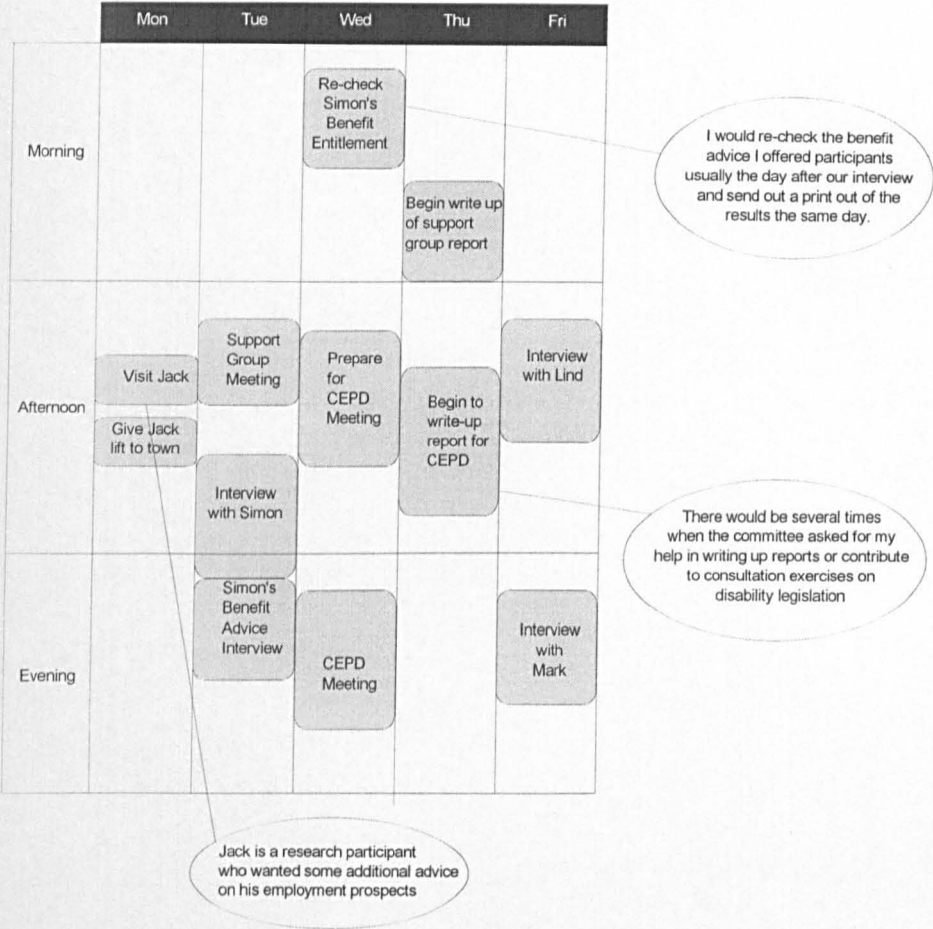 Mon Tue Wed Thu Fri
Morning
Re-check
Simon's
Benefit
Entitlement
Begin write up
of support
group report
I would re-check the benefit
advice I offered participants
usually the day after our interview
and send out a print out of the
results the same day.
Afternoon
Visit Jack
Give Jack
lift to town
Support
Group
Meeting
Interview
with Simon
Prepare
for
CEPD
Meeting
Begin to
write-up
report for
CEPD
Interview
with Lind
There would be several times
when the committee asked for my
help in writing up reports or contribute
to consultation exercises on
disability legislation
Evening
Simon's
Benefit
Advice
Interview
CEPD
Meeting
Interview
with
Mark
Jack is a research participant
who wanted some additional advice
on his employment prospects